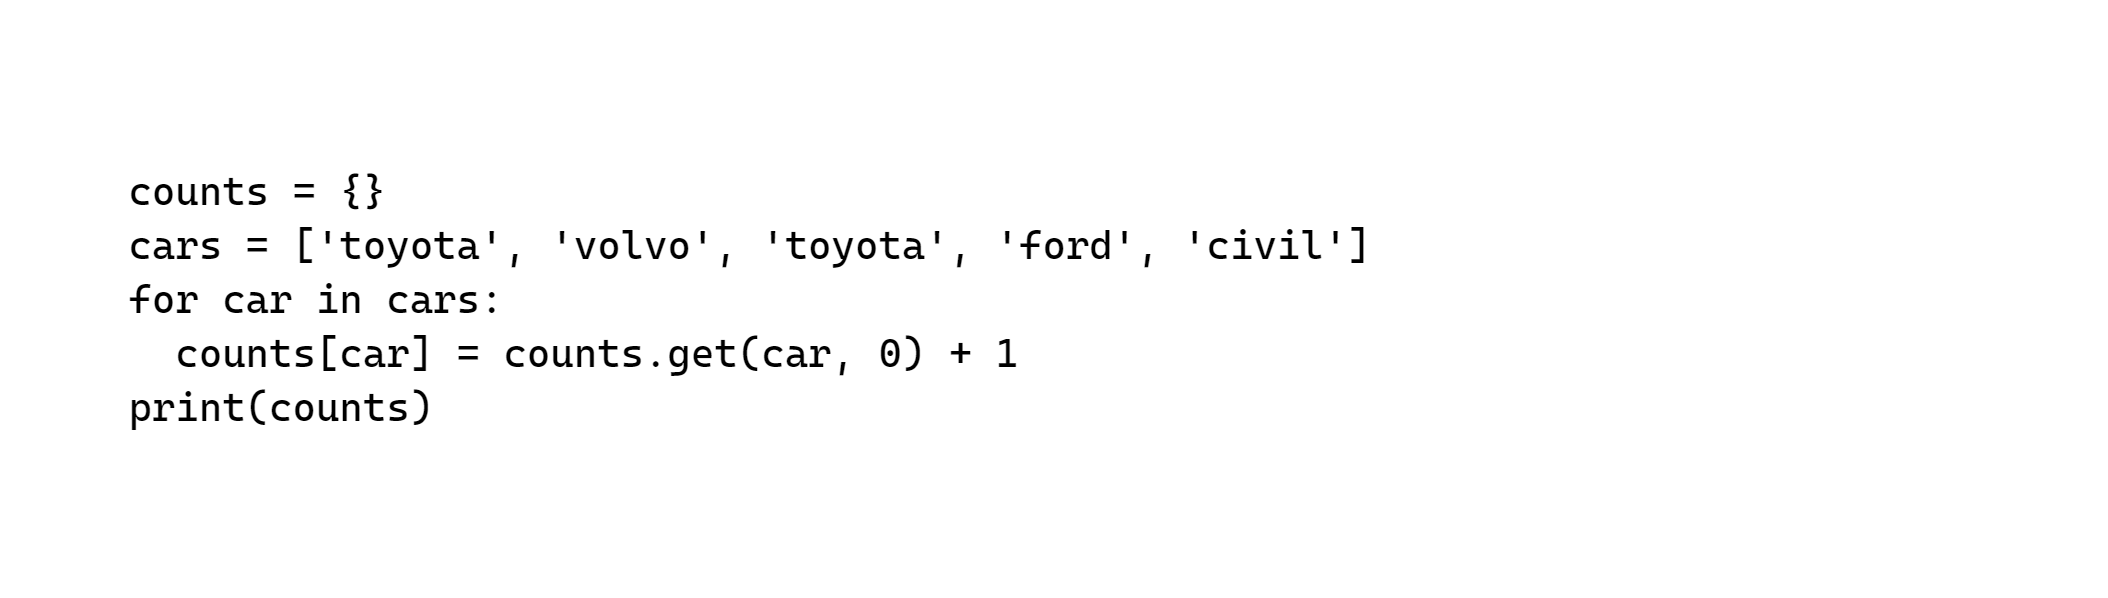 counts = {}
cars = ['toyota', 'volvo', 'toyota', 'ford', 'civil']
for car in cars:
  counts[car] = counts.get(car, 0) + 1
print(counts)